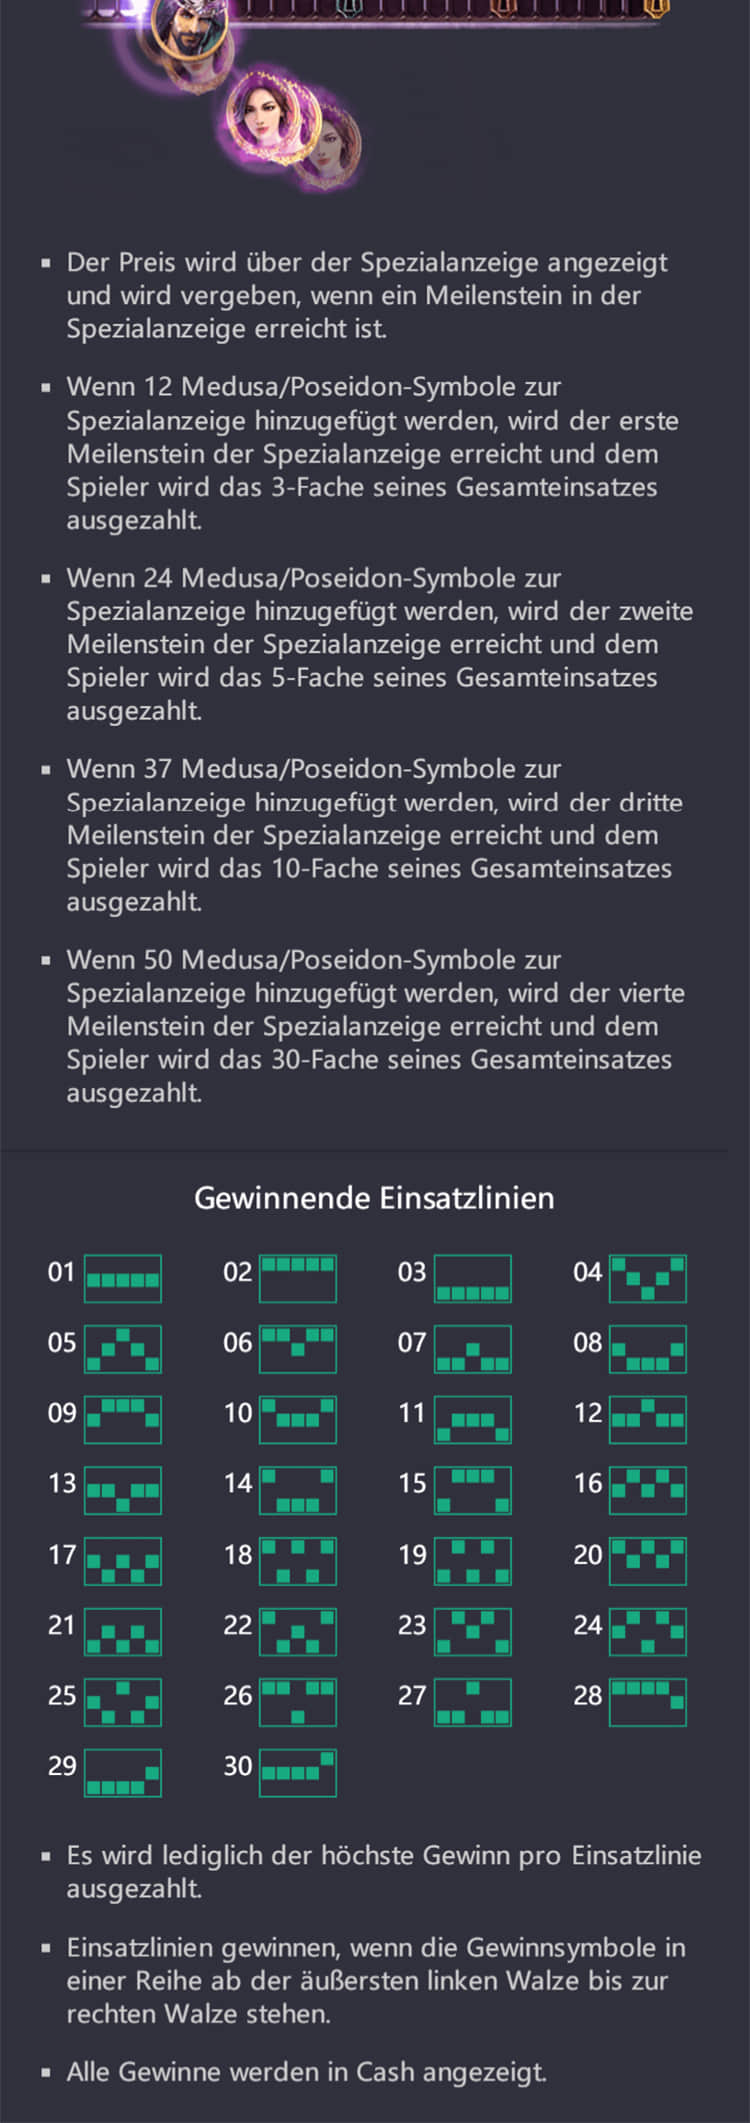 ▪ Der Preis wird über der Spezialanzeige angezeigt
und wird vergeben, wenn ein Meilenstein in der
Spezialanzeige erreicht ist.
▪ Wenn 12 Medusa/Poseidon-Symbole zur
Spezialanzeige hinzugefügt werden, wird der erste
Meilenstein der Spezialanzeige erreicht und dem
Spieler wird das 3-Fache seines Gesamteinsatzes
ausgezahlt.
▪ Wenn 24 Medusa/Poseidon-Symbole zur
Spezialanzeige hinzugefügt werden, wird der zweite
Meilenstein der Spezialanzeige erreicht und dem
Spieler wird das 5-Fache seines Gesamteinsatzes
ausgezahlt.
▪ Wenn 37 Medusa/Poseidon-Symbole zur
Spezialanzeige hinzugefügt werden, wird der dritte
Meilenstein der Spezialanzeige erreicht und dem
Spieler wird das 10-Fache seines Gesamteinsatzes
ausgezahlt.
▪ Wenn 50 Medusa/Poseidon-Symbole zur
Spezialanzeige hinzugefügt werden, wird der vierte
Meilenstein der Spezialanzeige erreicht und dem
Spieler wird das 30-Fache seines Gesamteinsatzes
ausgezahlt.
Gewinnende Einsatzlinien
01 02 03 04
05 06 07 08
09 10 11 12
13 14 15 16
17 18 19 20
21 22 23 24
25 26 27 28
29 30
▪ Es wird lediglich der höchste Gewinn pro Einsatzlinie
ausgezahlt.
▪ Einsatzlinien gewinnen, wenn die Gewinnsymbole in
einer Reihe ab der äußersten linken Walze bis zur
rechten Walze stehen.
▪ Alle Gewinne werden in Cash angezeigt.